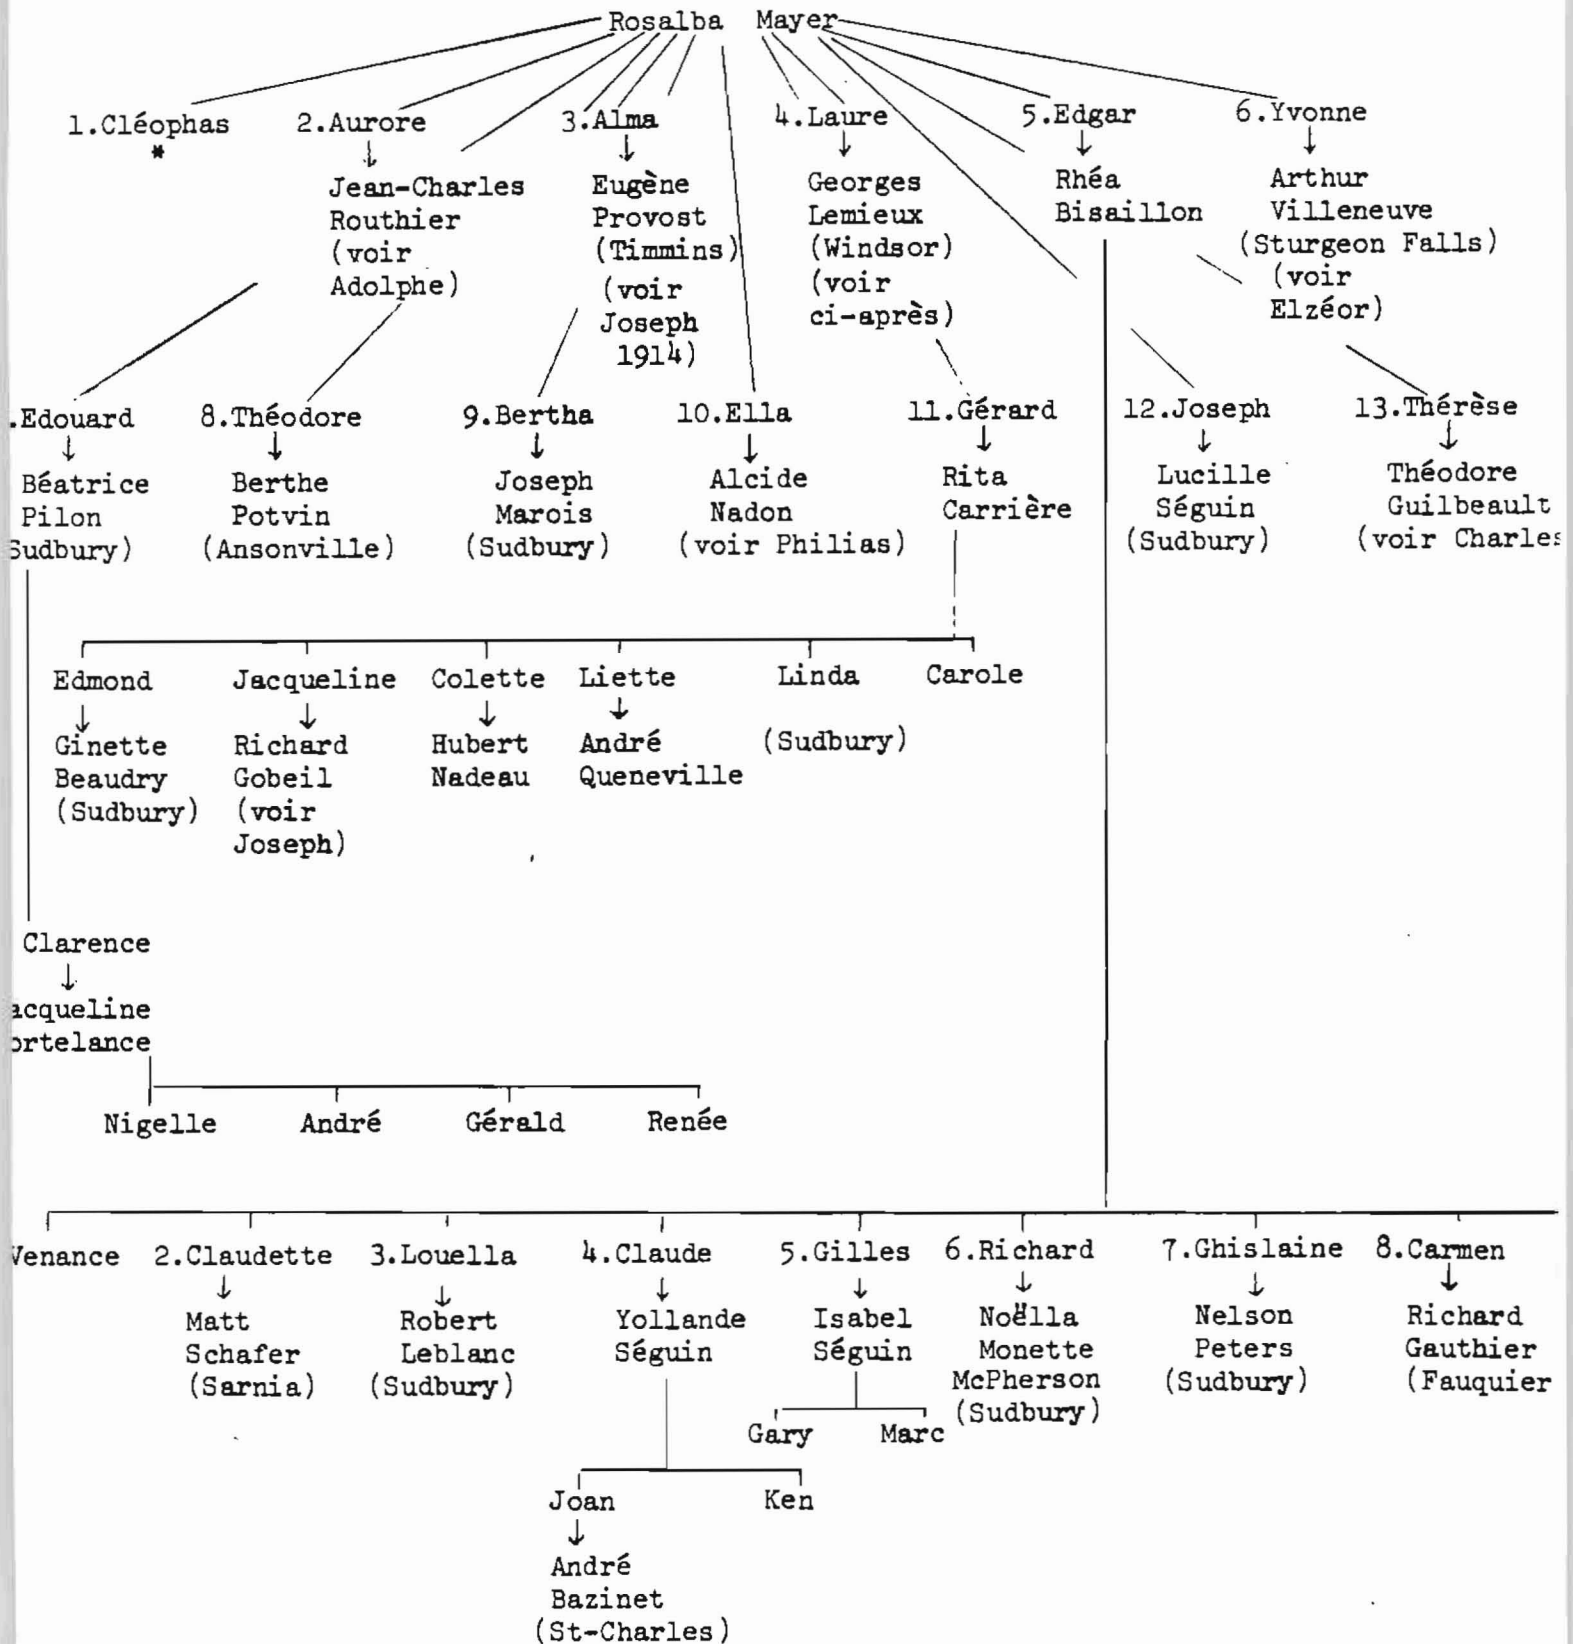 Rosalba Mayer
1.Cléophas 2.Aurore 3.Alma 4.Laure 5.Edgar 6.Yvonne
*
Jean-Charles Eugène Georges Rhéa Arthur
Routhier Provost Lemieux Bisaillon Villeneuve
(voir (Timmins) (Windsor) (Sturgeon Falls)
Adolphe) (voir (voir (voir
Joseph ci-après) Elzéor)
1914)
.Edouard 8.Théodore 9.Bertha 10.Ella 11.Gérard 12.Joseph 13.Thérèse
Béatrice Berthe Joseph Alcide Rita Lucille Théodore
Pilon Potvin Marois Nadon Carrière Séguin Guilbeault
Sudbury) (Ansonville) (Sudbury) (voir Philias) (Sudbury) (voir Charles
Edmond Jacqueline Colette Liette Linda Carole
Ginette Richard Hubert André (Sudbury)
Beaudry Gobeil Nadeau Queneville
(Sudbury) (voir
Joseph)
Clarence
acqueline
ortelance
Nigelle André Gérald Renée
Venance 2.Claudette 3.Louella 4.Claude 5.Gilles 6.Richard 7.Ghislaine 8.Carmen
Matt Robert Yollande Isabel Noëlla Nelson Richard
Schafer Leblanc Séguin Séguin Monette Peters Gauthier
(Sarnia) (Sudbury) McPherson (Sudbury) (Fauquier
(Sudbury)
Gary Marc
Joan Ken
André
Bazinet
(St-Charles)